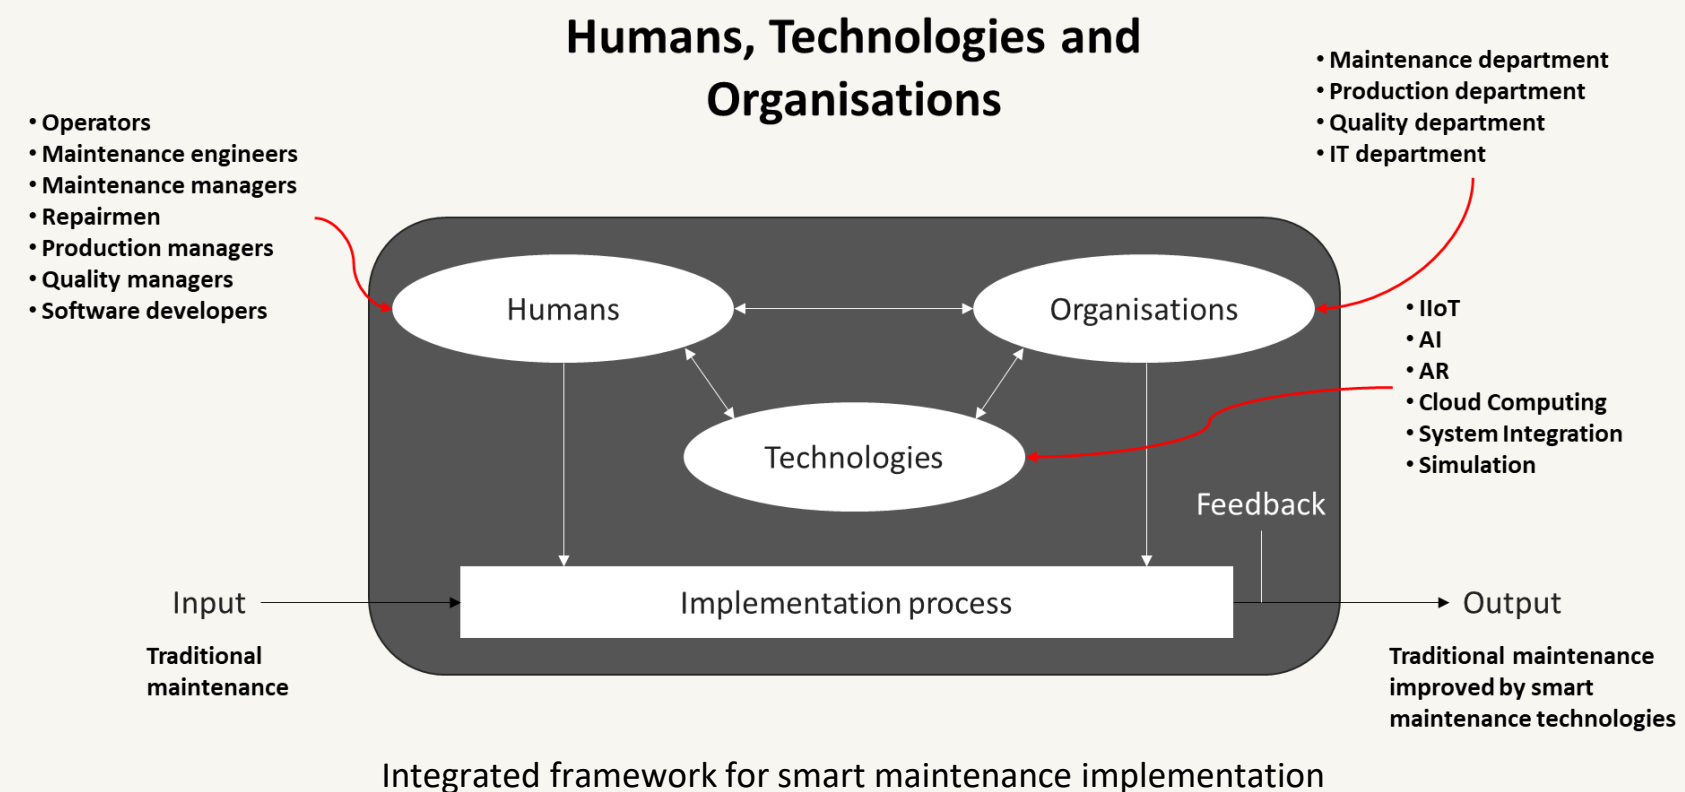 Humans, Technologies and
Organisations
• Operators
• Maintenance engineers
• Maintenance managers
• Repairmen
• Production managers
• Quality managers
• Software developers
• Maintenance department
• Production department
• Quality department
• IT department
Humans
Organisations
Technologies
• IIoT
• AI
• AR
• Cloud Computing
• System Integration
• Simulation
Feedback
Input
Implementation process
Output
Traditional
maintenance
Traditional maintenance
improved by smart
maintenance technologies
Integrated framework for smart maintenance implementation